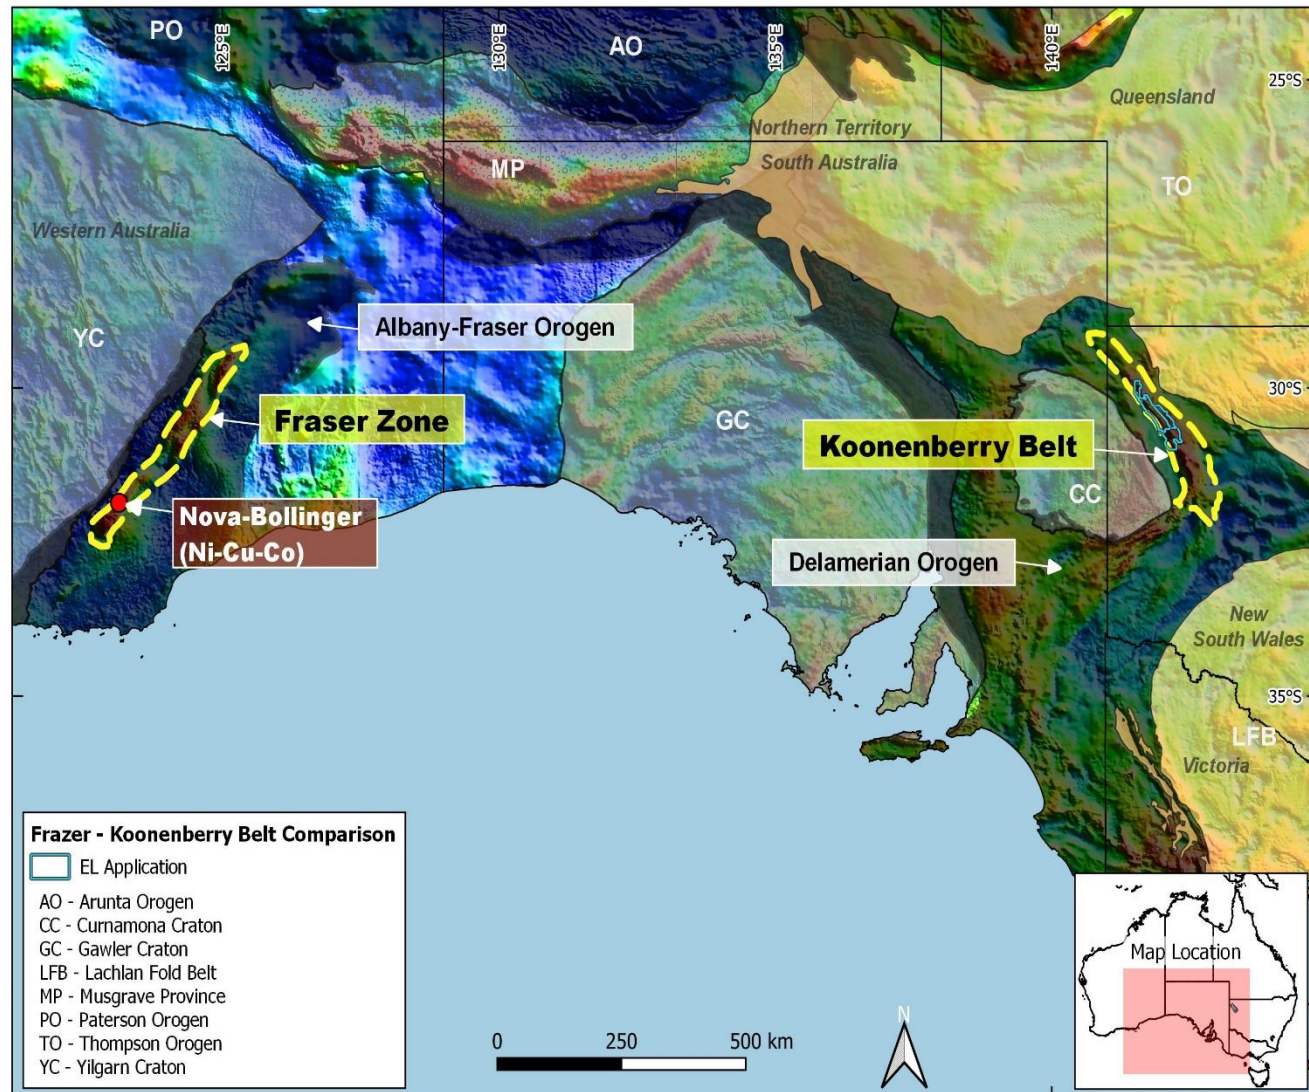 PO
125°E
130°E
AO
135°E
140°E
25°S
Queensland
Northern Territory
South Australia
MP
TO
Western Australia
YC
Albany-Fraser Orogen
30°S
Fraser Zone
GC
Koonenberry Belt
CC
Nova-Bollinger
(Ni-Cu-Co)
Delamerian Orogen
New
South Wales
35°S
LFB
Victoria
Frazer - Koonenberry Belt Comparison
EL Application
AO - Arunta Orogen
CC - Curnamona Craton
GC - Gawler Craton
LFB - Lachlan Fold Belt
MP - Musgrave Province
PO - Paterson Orogen
TO - Thompson Orogen
YC - Yilgarn Craton
0 250 500 km
N
Map Location